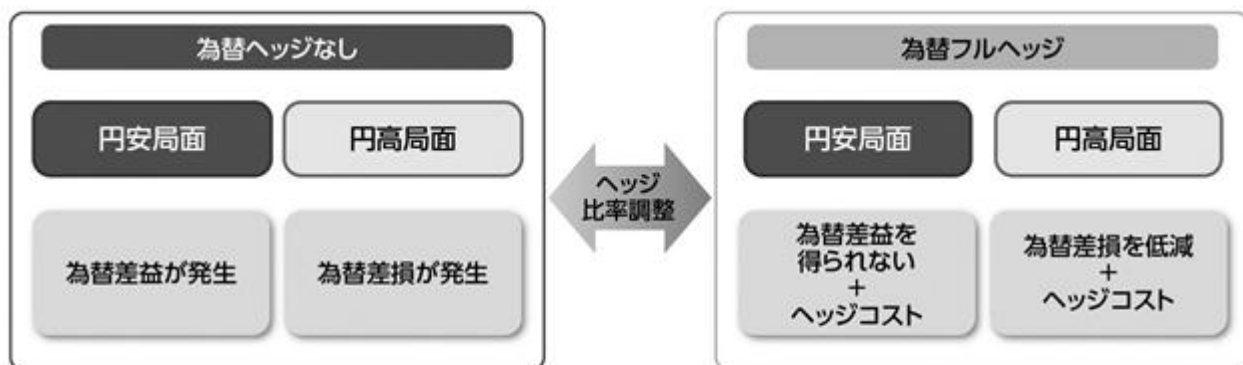 為替ヘッジなし
円安局面
円高局面
為替差益が発生
為替差損が発生
ヘッジ
比率調整
為替フルヘッジ
円安局面
円高局面
為替差益を
得られない
+
ヘッジコスト
為替差損を低減
+
ヘッジコスト